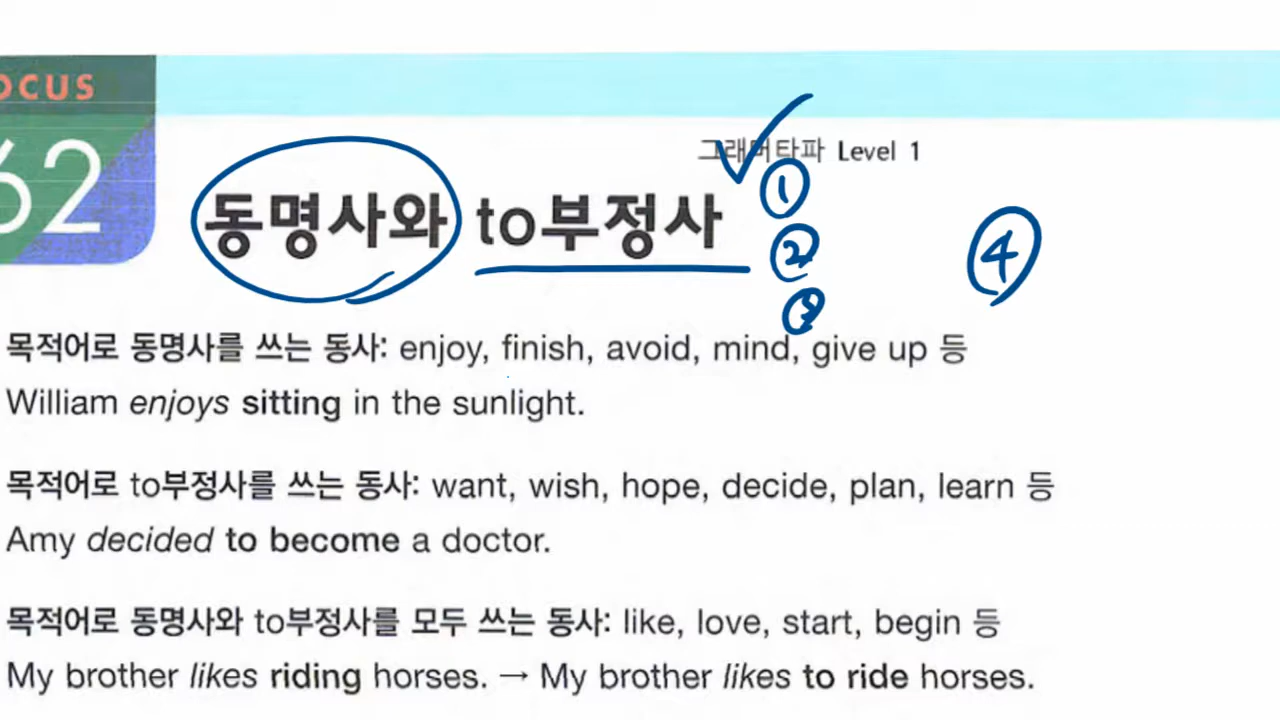 OCUS
62
그래머타파 Level 1
동명사와 to부정사
①
②
③
④
목적어로 동명사를 쓰는 동사: enjoy, finish, avoid, mind, give up 등
William enjoys sitting in the sunlight.
목적어로 to부정사를 쓰는 동사: want, wish, hope, decide, plan, learn 등
Amy decided to become a doctor.
목적어로 동명사와 to부정사를 모두 쓰는 동사: like, love, start, begin 등
My brother likes riding horses. → My brother likes to ride horses.